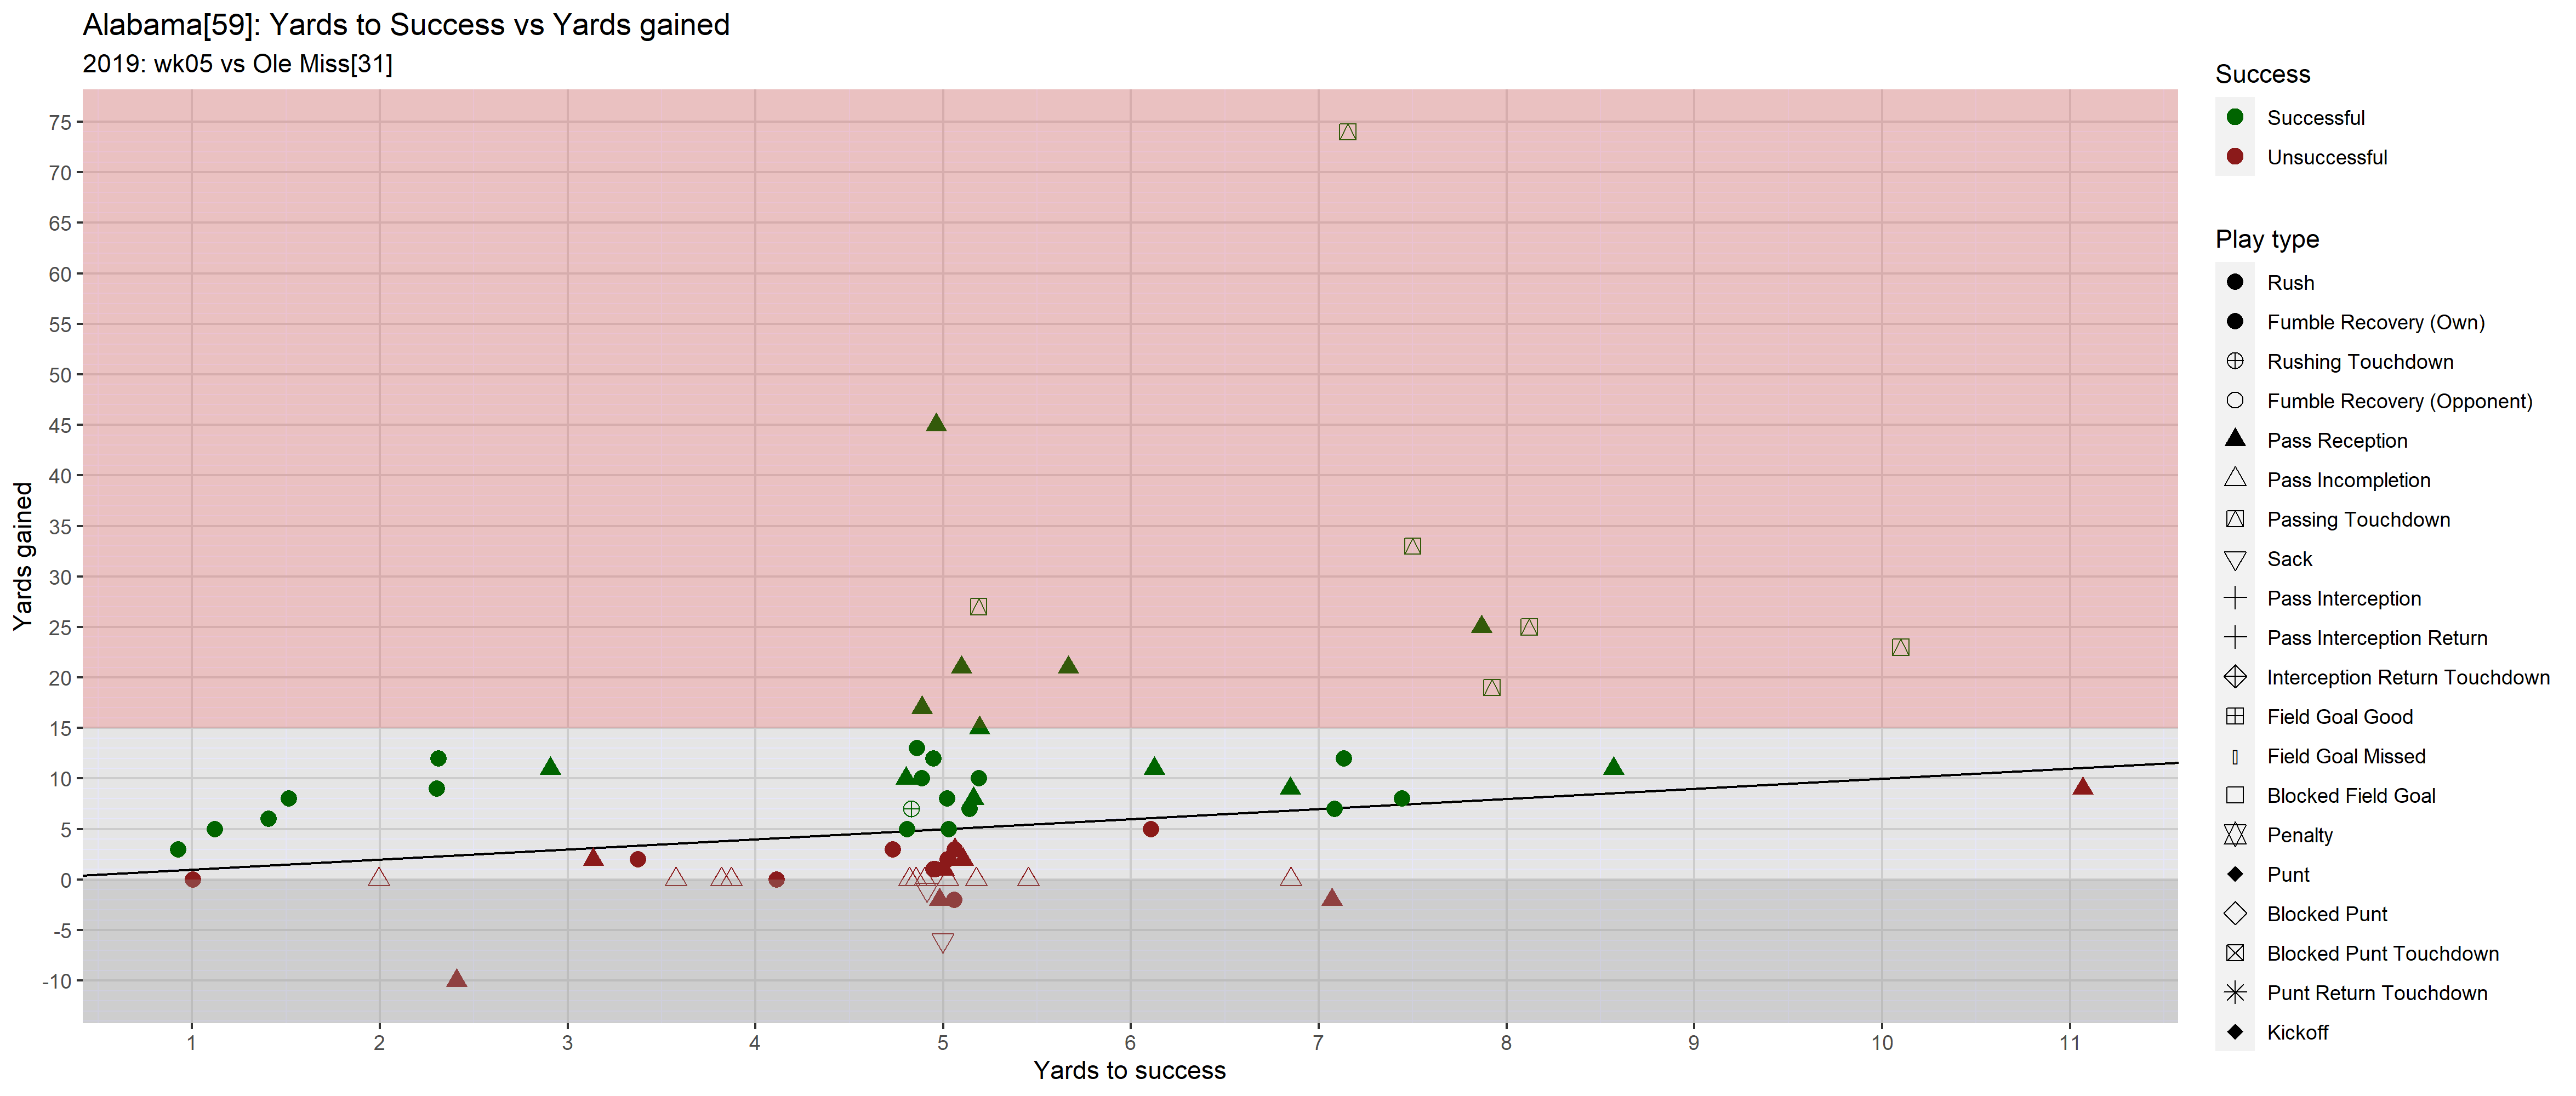 Alabama[59]: Yards to Success vs Yards gained
2019: wk05 vs Ole Miss[31]
Yards gained
75
70
65
60
55
50
45
40
35
30
25
20
15
10
5
0
-5
-10
1 2 3 4 5 6 7 8 9 10 11
Yards to success
Success
Successful
Unsuccessful
Play type
Rush
Fumble Recovery (Own)
Rushing Touchdown
Fumble Recovery (Opponent)
Pass Reception
Pass Incompletion
Passing Touchdown
Sack
Pass Interception
Pass Interception Return
Interception Return Touchdown
Field Goal Good
Field Goal Missed
Blocked Field Goal
Penalty
Punt
Blocked Punt
Blocked Punt Touchdown
Punt Return Touchdown
Kickoff